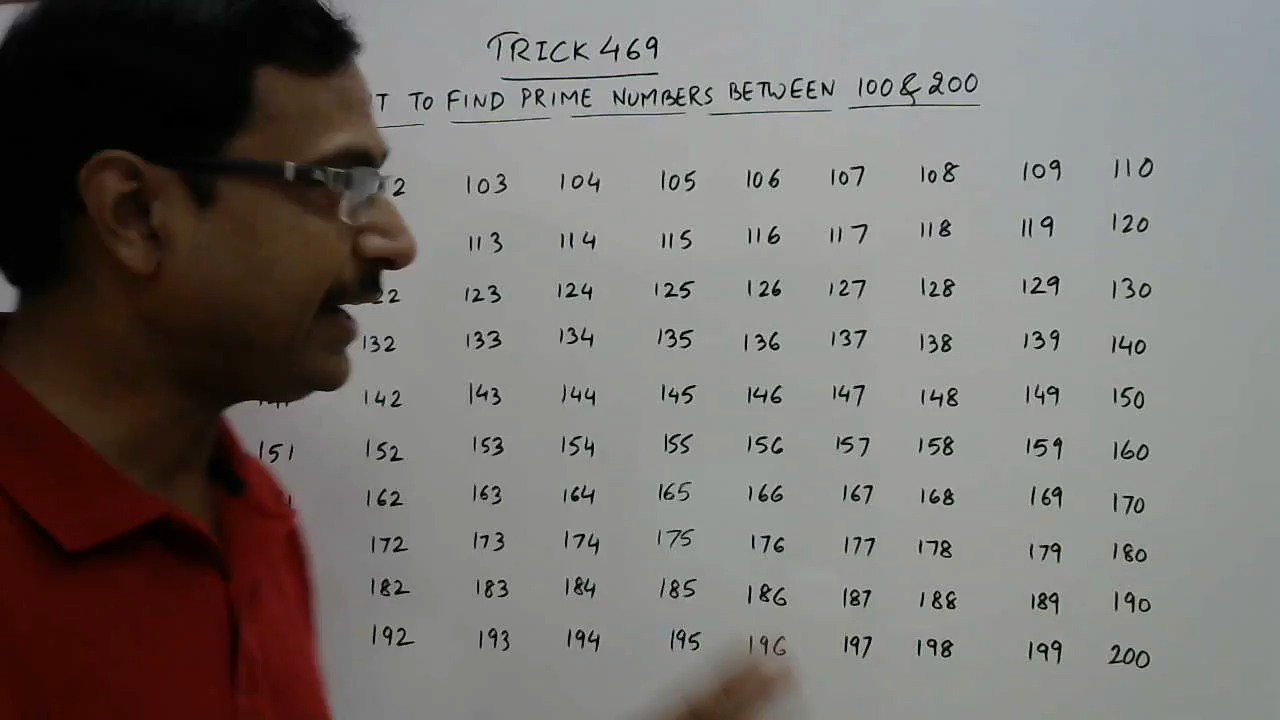 TRICK 469
T TO FIND PRIME NUMBERS BETWEEN 100 & 200
2 103 104 105 106 107 108 109 110
113 114 115 116 117 118 119 120
22 123 124 125 126 127 128 129 130
132 133 134 135 136 137 138 139 140
142 143 144 145 146 147 148 149 150
151 152 153 154 155 156 157 158 159 160
162 163 164 165 166 167 168 169 170
172 173 174 175 176 177 178 179 180
182 183 184 185 186 187 188 189 190
192 193 194 195 196 197 198 199 200